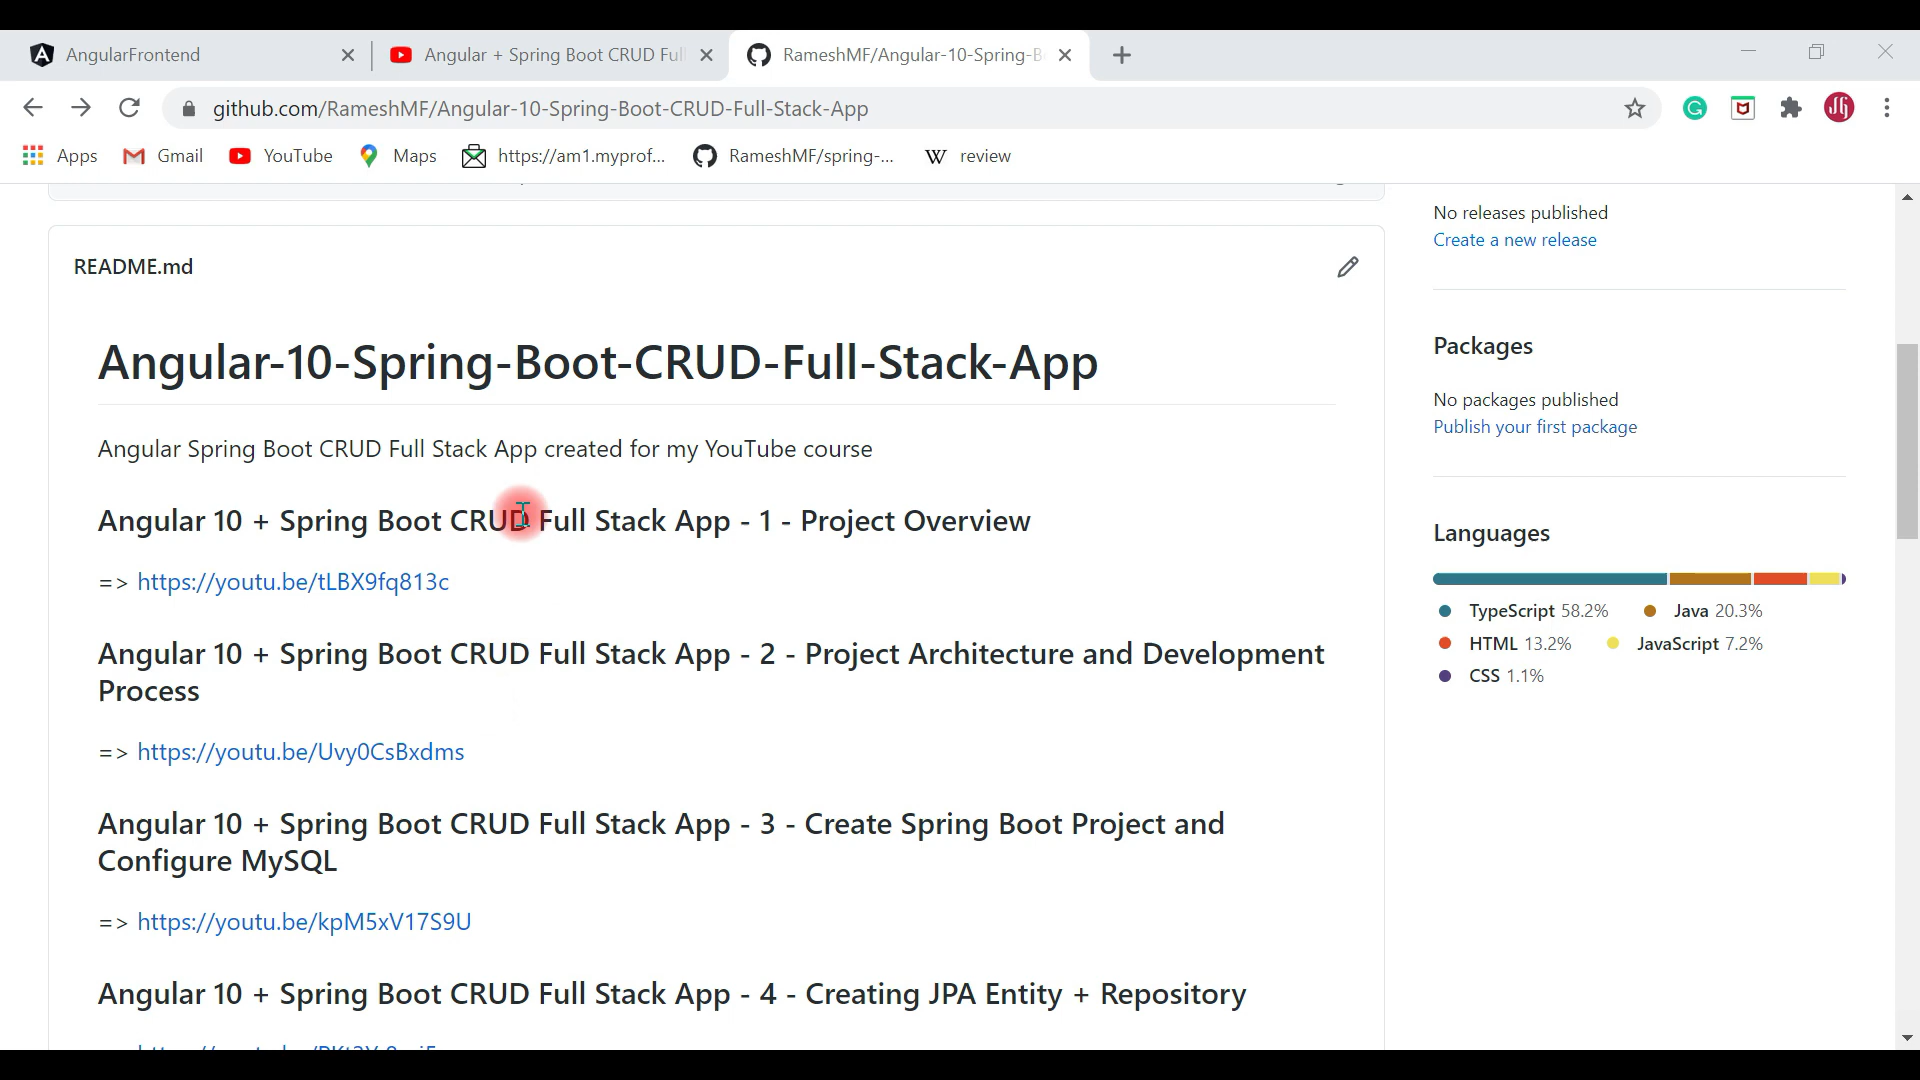 AngularFrontend
Angular + Spring Boot CRUD Ful
RameshMF/Angular-10-Spring-B
github.com/RameshMF/Angular-10-Spring-Boot-CRUD-Full-Stack-App
Apps
Gmail
YouTube
Maps
https://am1.myprof...
RameshMF/spring-...
W review
README.md
Angular-10-Spring-Boot-CRUD-Full-Stack-App
Angular Spring Boot CRUD Full Stack App created for my YouTube course
Angular 10 + Spring Boot CRUD Full Stack App - 1 - Project Overview
=> https://youtu.be/tLBX9fq813c
Angular 10 + Spring Boot CRUD Full Stack App - 2 - Project Architecture and Development
Process
=> https://youtu.be/Uvy0CsBxdms
Angular 10 + Spring Boot CRUD Full Stack App - 3 - Create Spring Boot Project and
Configure MySQL
=> https://youtu.be/kpM5xV17S9U
Angular 10 + Spring Boot CRUD Full Stack App - 4 - Creating JPA Entity + Repository
No releases published
Create a new release
Packages
No packages published
Publish your first package
Languages
TypeScript 58.2%
Java 20.3%
HTML 13.2%
JavaScript 7.2%
CSS 1.1%